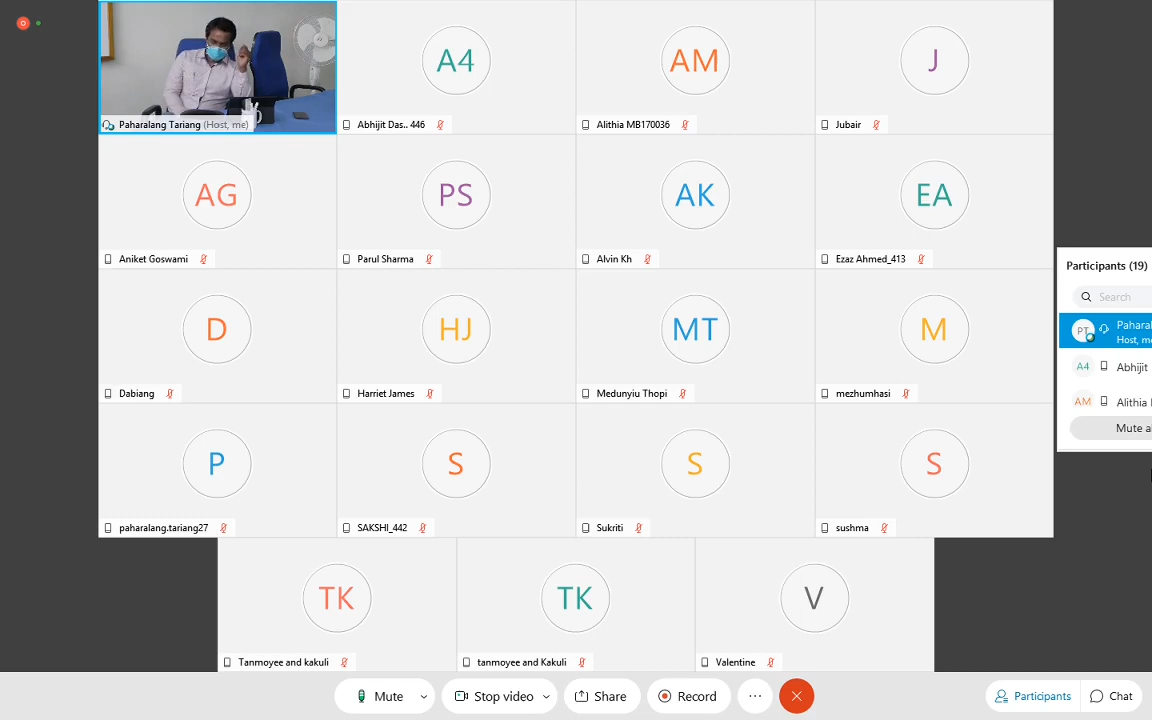 Paharalang Tariang (Host, me)
A4
Abhijit Das.. 446
AM
Alithia MB170036
J
Jubair
AG
Aniket Goswami
PS
Parul Sharma
AK
Alvin Kh
EA
Ezaz Ahmed_413
D
Dabiang
HJ
Harriet James
MT
Medunyiu Thopi
M
mezhumhasi
P
paharalang.tariang27
S
SAKSHI_442
S
Sukriti
S
sushma
TK
Tanmoyee and kakuli
TK
tanmoyee and Kakuli
V
Valentine
Participants (19)
Search
PT
Paharal
Host, me
A4 Abhijit
AM Alithia
Mute a
Mute
Stop video
Share
Record
Participants
Chat